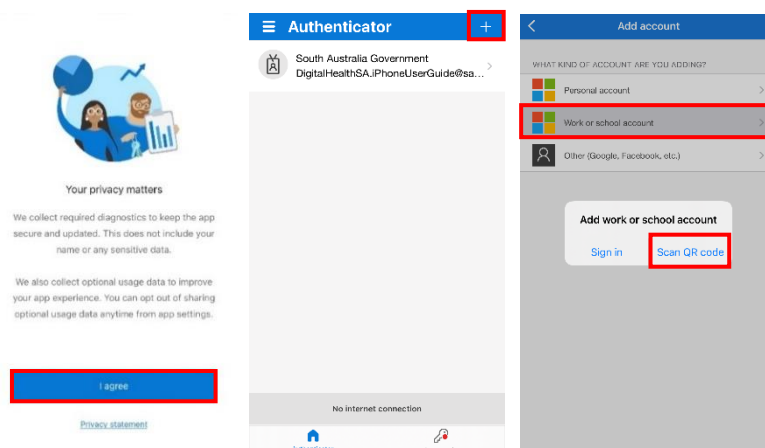 Your privacy matters
We collect required diagnostics to keep the app
secure and updated. This does not include your
name or any sensitive data.
We also collect optional usage data to improve
your app experience. You can opt out of sharing
optional usage data anytime from app settings.
I agree
Privacy statement
Authenticator
South Australia Government
DigitalHealthSA.iPhoneUserGuide@sa...
No internet connection
Add account
WHAT KIND OF ACCOUNT ARE YOU ADDING?
Personal account
Work or school account
Other (Google, Facebook, etc.)
Add work or school account
Sign in
Scan QR code